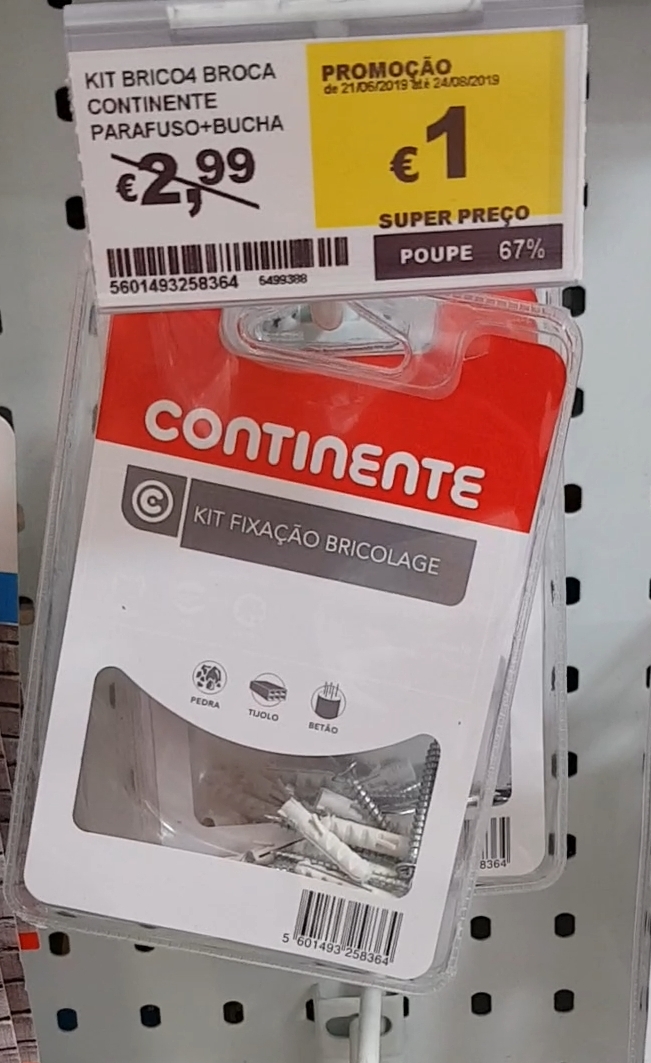 KIT BRICO4 BROCA
CONTINENTE
PARAFUSO+BUCHA
€2,99
PROMOÇÃO
de 21/06/2019 até 24/08/2019
€1
SUPER PREÇO
POUPE 67%
5601493258364 6499388
CONTINENTE
C
KIT FIXAÇÃO BRICOLAGE
PEDRA
TIJOLO
BETÃO
8364
5 601493 258364